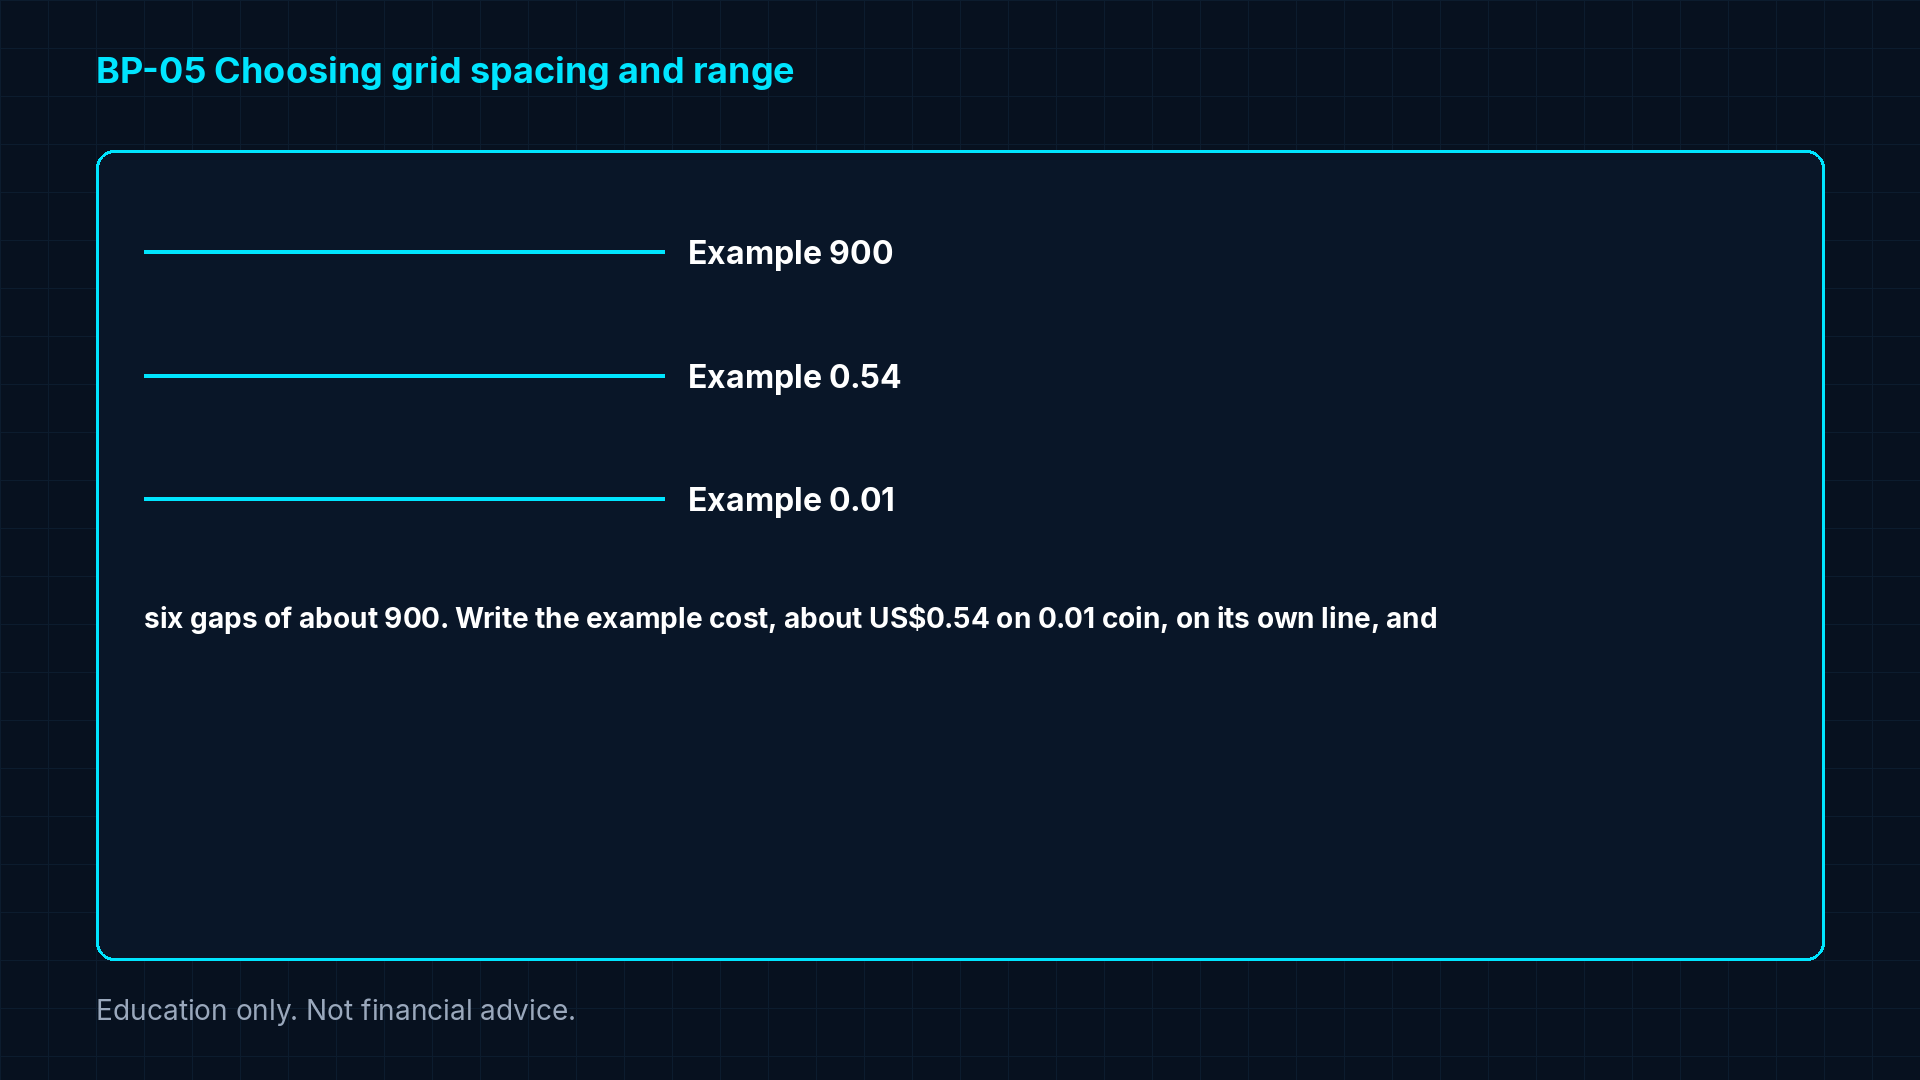 BP-05 Choosing grid spacing and range
Example 900
Example 0.54
Example 0.01
six gaps of about 900. Write the example cost, about US$0.54 on 0.01 coin, on its own line, and
Education only. Not financial advice.